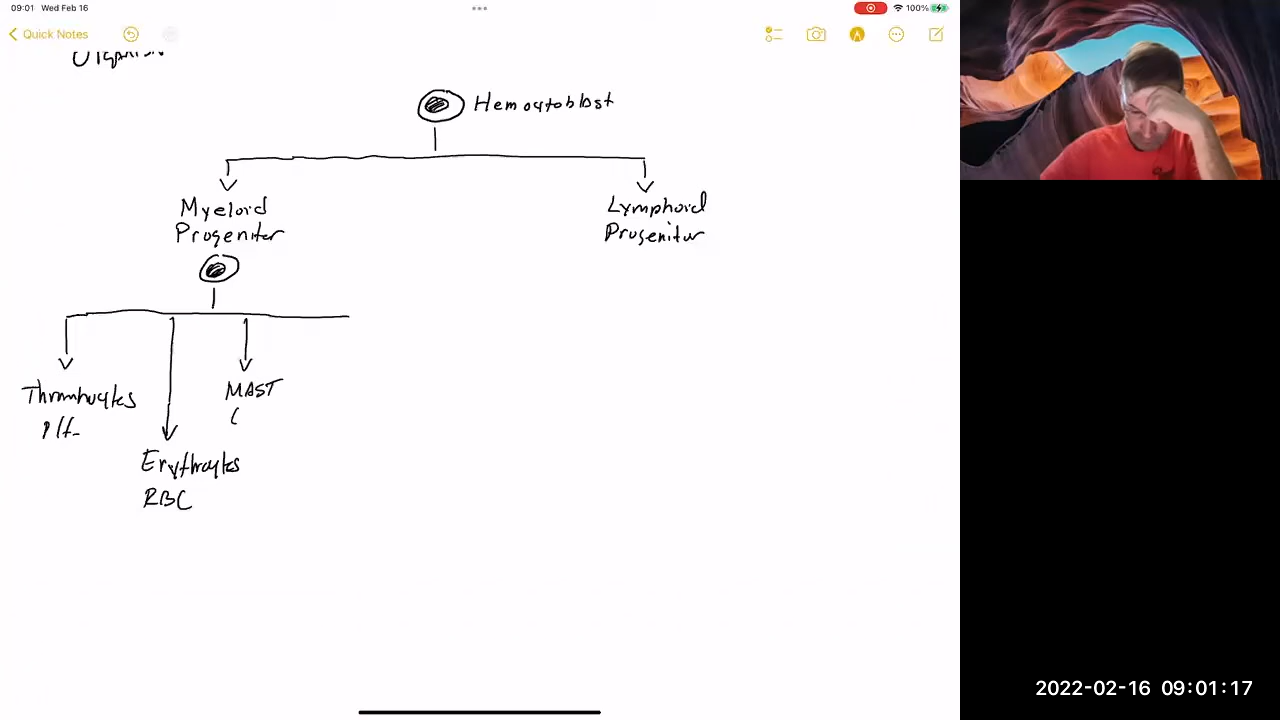 09:01 Wed Feb 16
100%
Quick Notes
Hemocytoblast
Myeloid
Progenitor
Lymphoid
Progenitor
Thrombocytes
Plt
MAST
C
Erythrocytes
RBC
2022-02-16 09:01:17